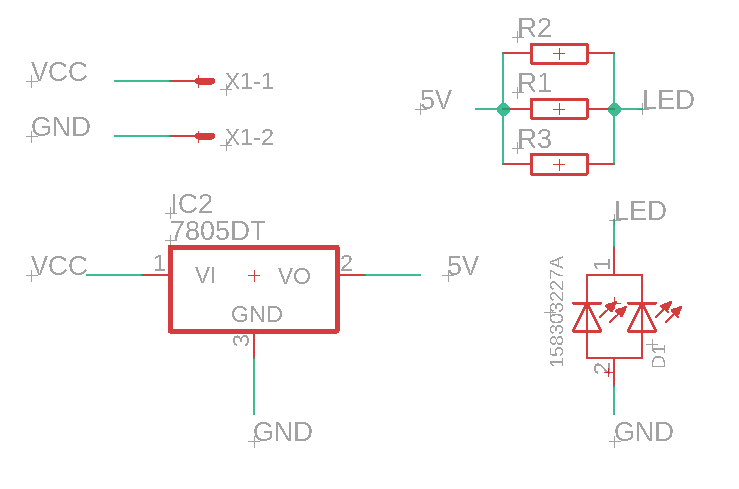 VCC
X1-1
GND
X1-2
R2
R1
R3
5V
LED
IC2
7805DT
VCC
1
VI
VO
2
5V
GND
3
GND
LED
1
158303227A
D1
2
GND